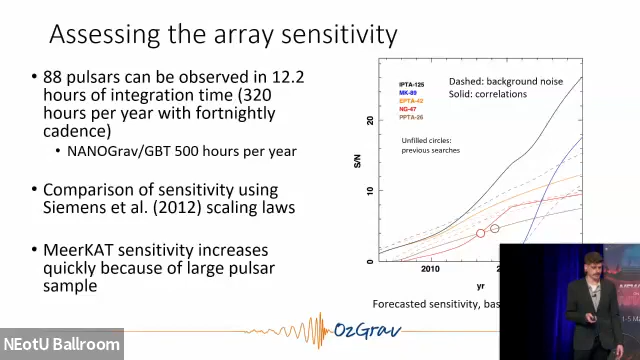 Assessing the array sensitivity
• 88 pulsars can be observed in 12.2
hours of integration time (320
hours per year with fortnightly
cadence)
• NANOGrav/GBT 500 hours per year
• Comparison of sensitivity using
Siemens et al. (2012) scaling laws
• MeerKAT sensitivity increases
quickly because of large pulsar
sample
IPTA-125
MK-89
EPTA-42
NG-47
PPTA-26
Dashed: background noise
Solid: correlations
Unfilled circles:
previous searches
S/N
20
10
0
2010
yr
Forecasted sensitivity,
OzGrav
NEotU Ballroom